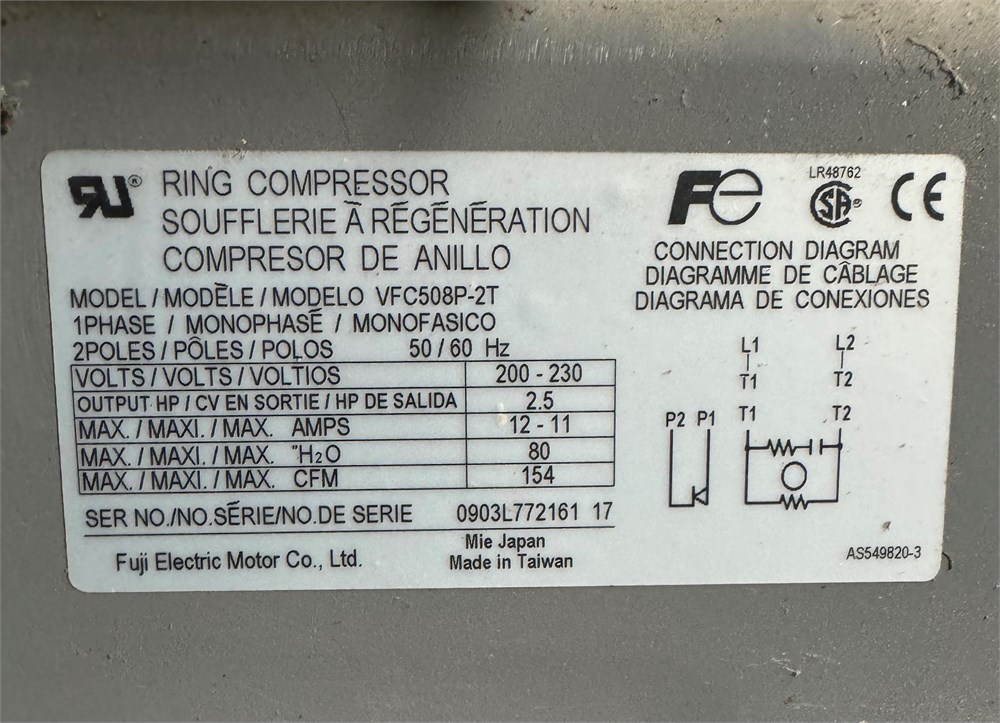 RU® RING COMPRESSOR
SOUFFLERIE À RÉGÉNÉRATION
COMPRESOR DE ANILLO
MODEL / MODÈLE / MODELO VFC508P-2T
1PHASE / MONOPHASÉ / MONOFASICO
2POLES / PÔLES / POLOS 50 / 60 Hz
VOLTS / VOLTS / VOLTIOS 200 - 230
OUTPUT HP / CV EN SORTIE / HP DE SALIDA 2.5
MAX. / MAXI. / MAX. AMPS 12 - 11
MAX. / MAXI. / MAX. "H₂O 80
MAX. / MAXI. / MAX. CFM 154
SER NO./NO.SÉRIE/NO.DE SERIE 0903L772161 17
Fuji Electric Motor Co., Ltd.
Mie Japan
Made in Taiwan
Fe
LR48762
SA®
CE
CONNECTION DIAGRAM
DIAGRAMME DE CÂBLAGE
DIAGRAMA DE CONEXIONES
L1 L2
T1 T2
P2 P1 T1 T2
AS549820-3